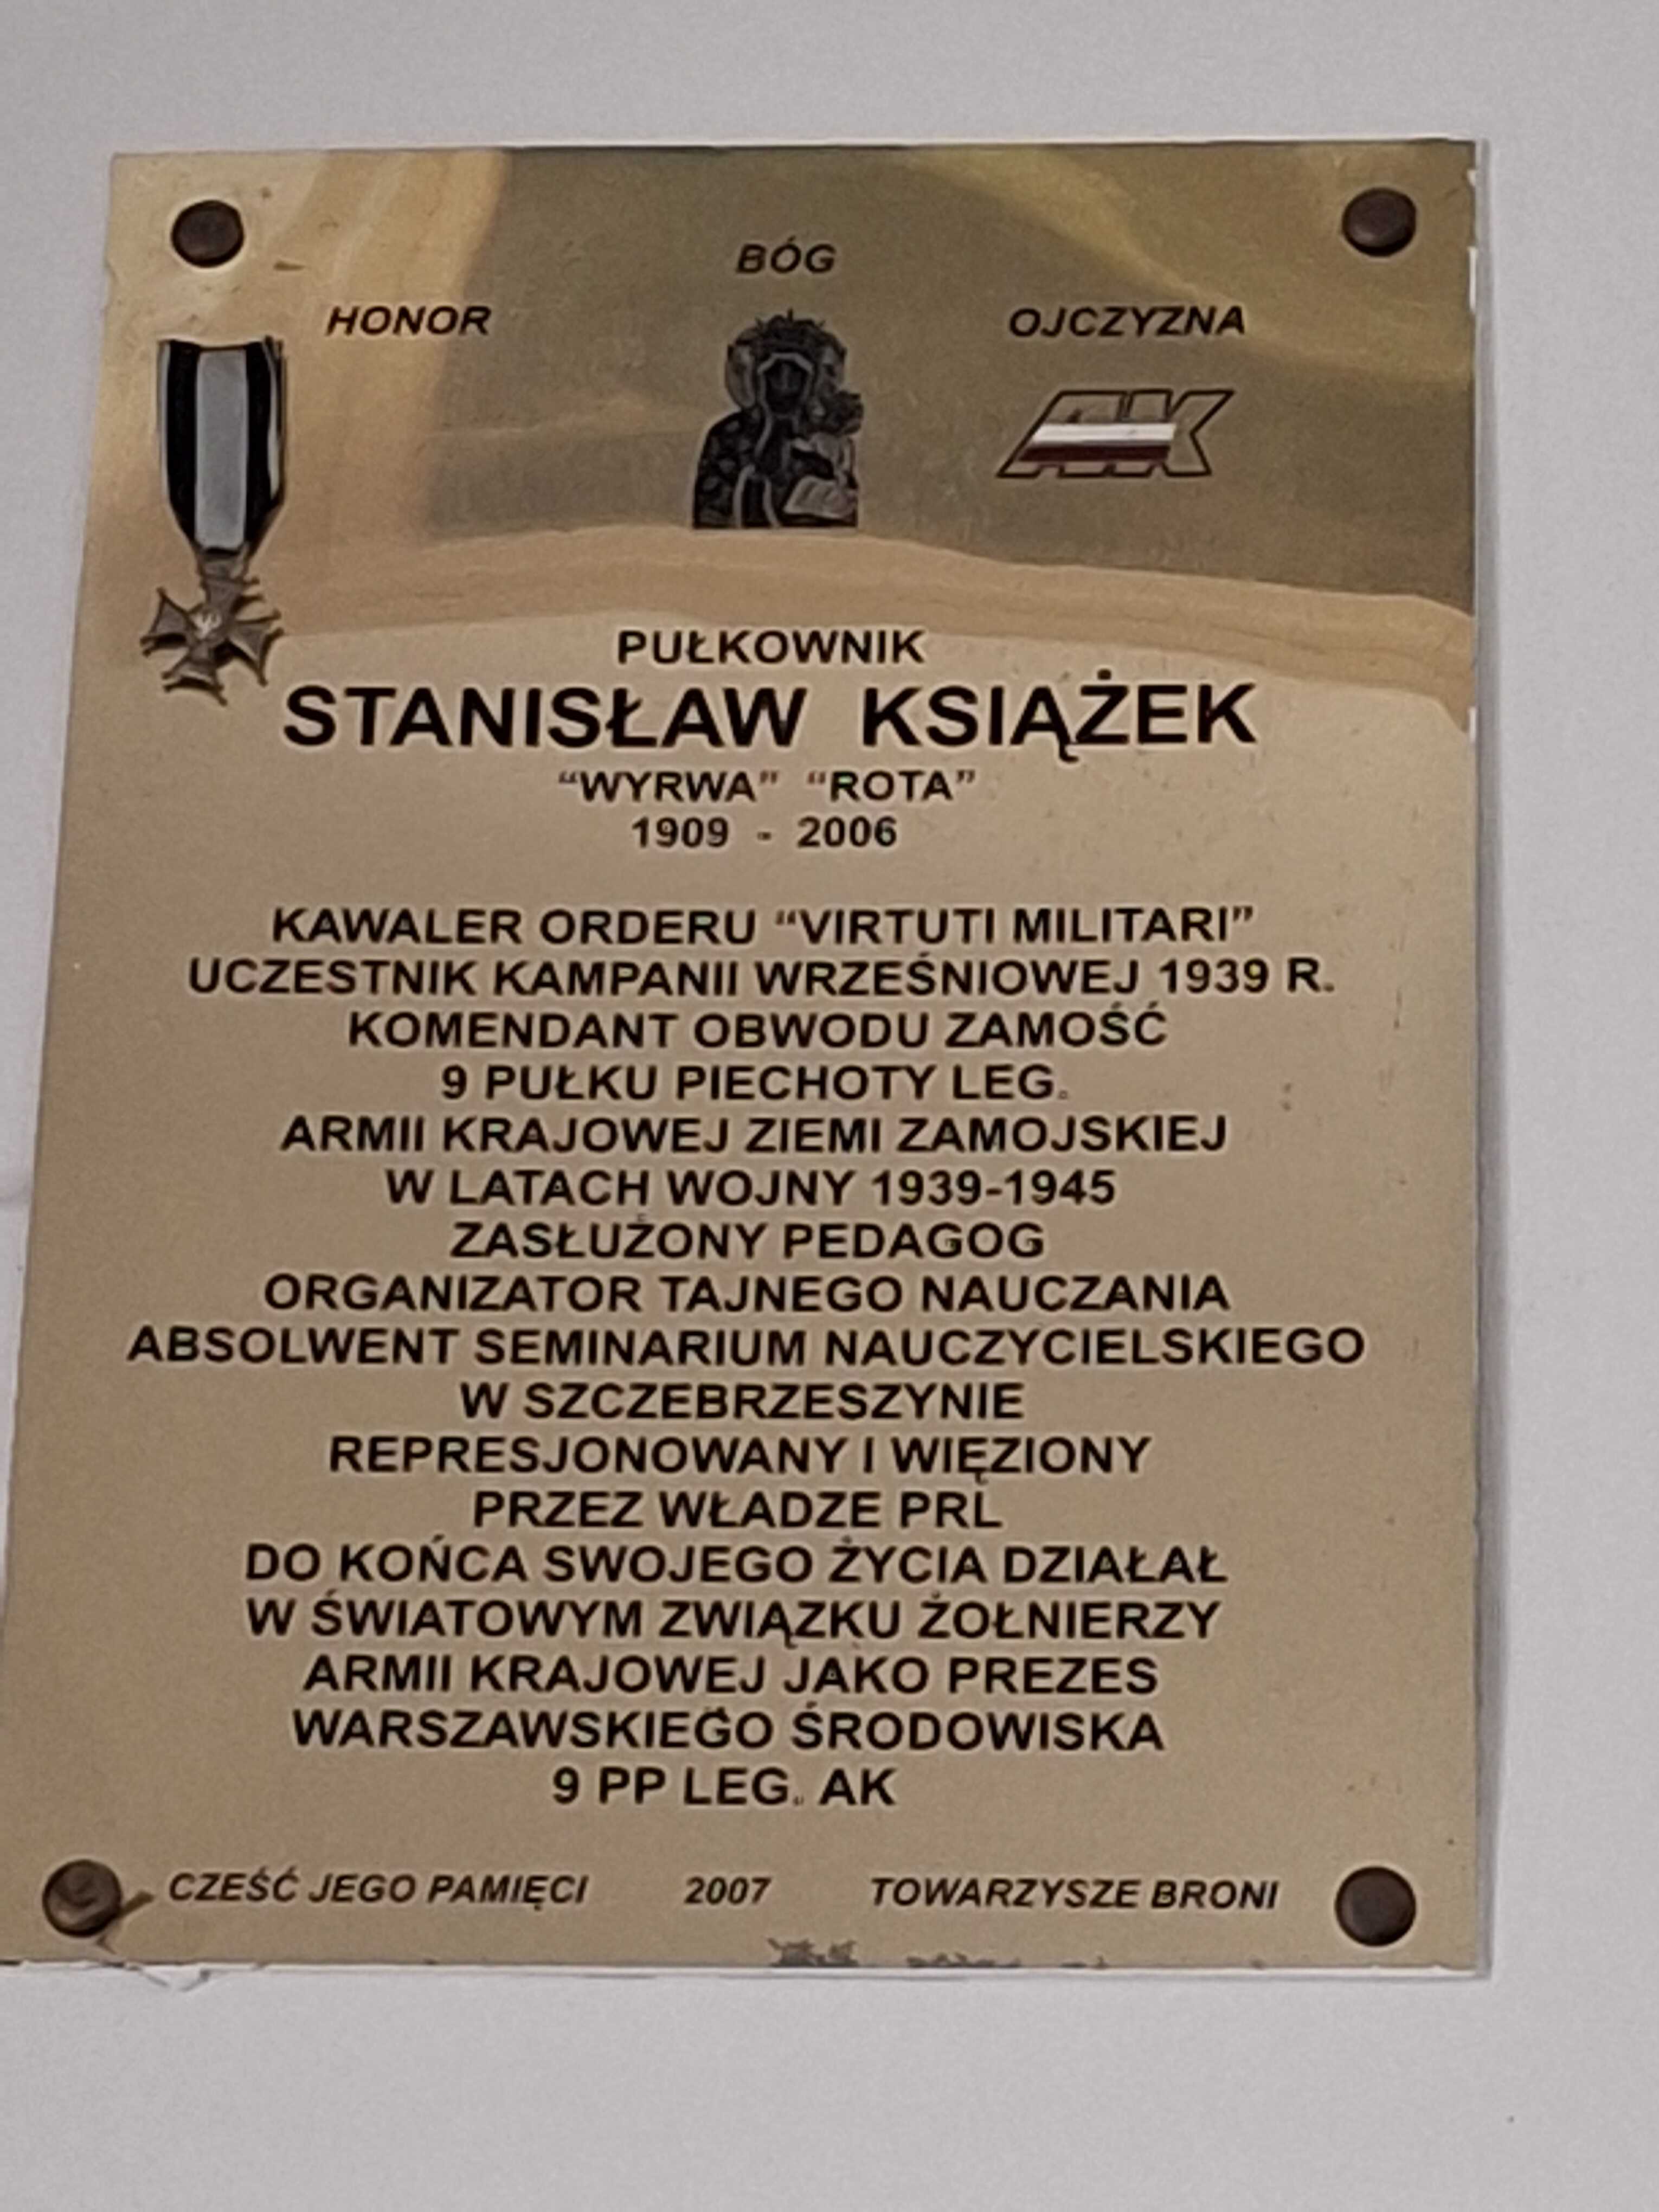 BÓG
HONOR OJCZYZNA
AK
PUŁKOWNIK
STANISŁAW KSIĄŻEK
“WYRWA” “ROTA”
1909 - 2006
KAWALER ORDERU “VIRTUTI MILITARI”
UCZESTNIK KAMPANII WRZEŚNIOWEJ 1939 R.
KOMENDANT OBWODU ZAMOŚĆ
9 PUŁKU PIECHOTY LEG.
ARMII KRAJOWEJ ZIEMI ZAMOJSKIEJ
W LATACH WOJNY 1939-1945
ZASŁUŻONY PEDAGOG
ORGANIZATOR TAJNEGO NAUCZANIA
ABSOLWENT SEMINARIUM NAUCZYCIELSKIEGO
W SZCZEBRZESZYNIE
REPRESJONOWANY I WIĘZIONY
PRZEZ WŁADZE PRL
DO KOŃCA SWOJEGO ŻYCIA DZIAŁAŁ
W ŚWIATOWYM ZWIĄZKU ŻOŁNIERZY
ARMII KRAJOWEJ JAKO PREZES
WARSZAWSKIEGO ŚRODOWISKA
9 PP LEG. AK
CZEŚĆ JEGO PAMIĘCI 2007 TOWARZYSZE BRONI